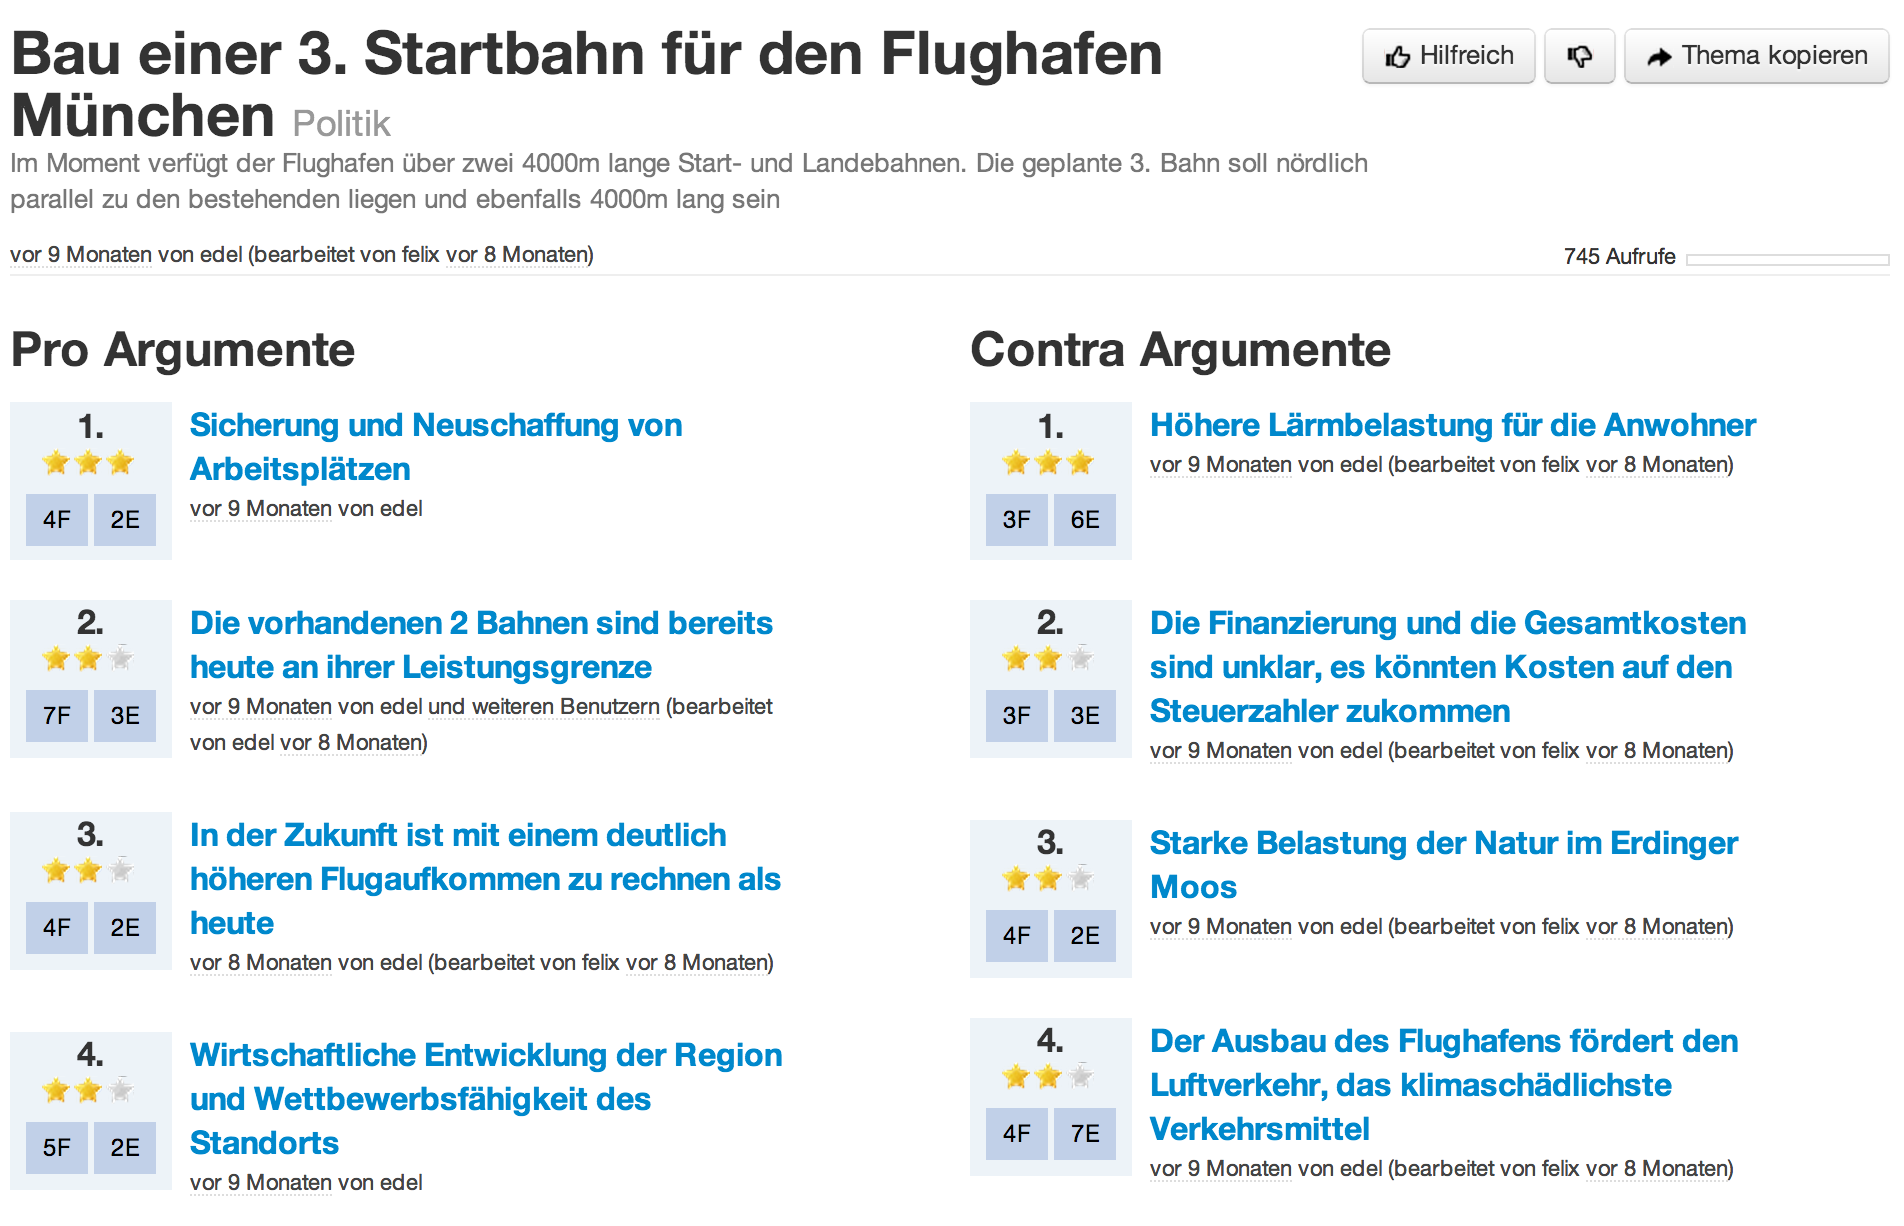 Bau einer 3. Startbahn für den Flughafen
München Politik
Hilfreich
Thema kopieren
Im Moment verfügt der Flughafen über zwei 4000m lange Start- und Landebahnen. Die geplante 3. Bahn soll nördlich
parallel zu den bestehenden liegen und ebenfalls 4000m lang sein
vor 9 Monaten von edel (bearbeitet von felix vor 8 Monaten)
745 Aufrufe
Pro Argumente
1.
4F 2E
Sicherung und Neuschaffung von
Arbeitsplätzen
vor 9 Monaten von edel
2.
7F 3E
Die vorhandenen 2 Bahnen sind bereits
heute an ihrer Leistungsgrenze
vor 9 Monaten von edel und weiteren Benutzern (bearbeitet
von edel vor 8 Monaten)
3.
4F 2E
In der Zukunft ist mit einem deutlich
höheren Flugaufkommen zu rechnen als
heute
vor 8 Monaten von edel (bearbeitet von felix vor 8 Monaten)
4.
5F 2E
Wirtschaftliche Entwicklung der Region
und Wettbewerbsfähigkeit des
Standorts
vor 9 Monaten von edel
Contra Argumente
1.
3F 6E
Höhere Lärmbelastung für die Anwohner
vor 9 Monaten von edel (bearbeitet von felix vor 8 Monaten)
2.
3F 3E
Die Finanzierung und die Gesamtkosten
sind unklar, es könnten Kosten auf den
Steuerzahler zukommen
vor 9 Monaten von edel (bearbeitet von felix vor 8 Monaten)
3.
4F 2E
Starke Belastung der Natur im Erdinger
Moos
vor 9 Monaten von edel (bearbeitet von felix vor 8 Monaten)
4.
4F 7E
Der Ausbau des Flughafens fördert den
Luftverkehr, das klimaschädlichste
Verkehrsmittel
vor 9 Monaten von edel (bearbeitet von felix vor 8 Monaten)